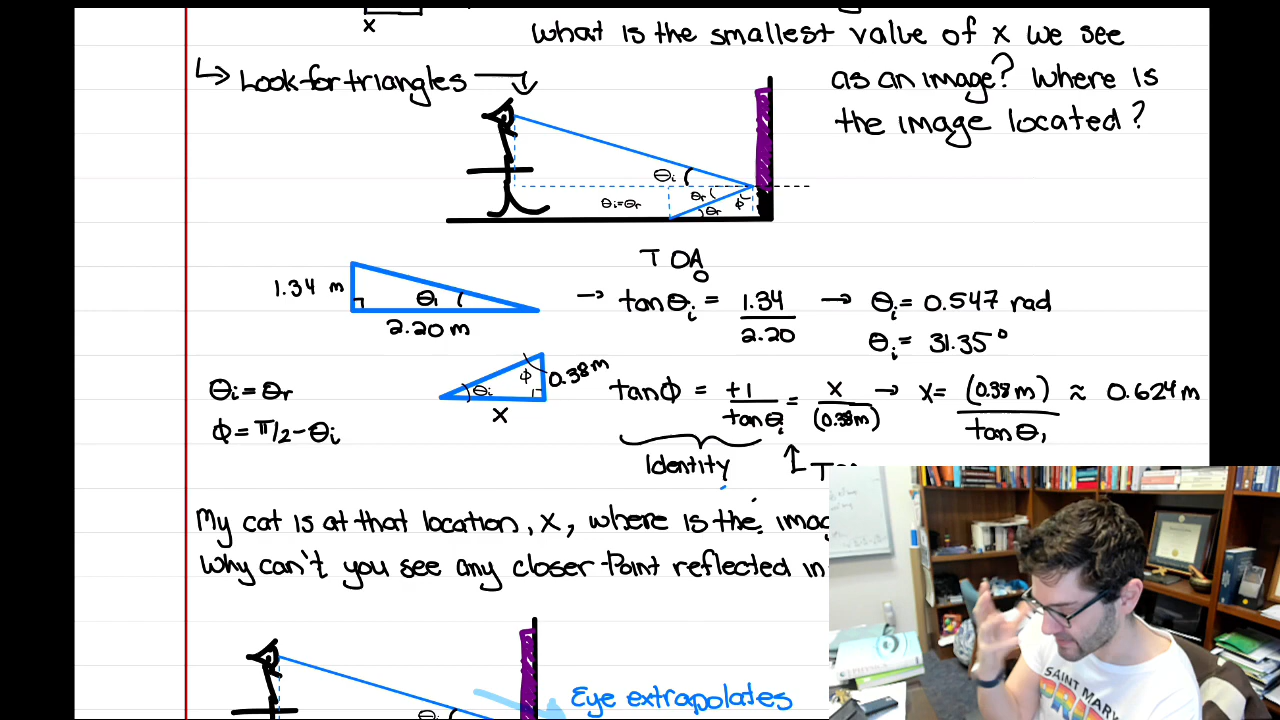 x
What is the smallest value of x we see
↳ Look for triangles
as an image? Where is
the image located?
θi
θr
θi=θr
θr
ϕ
TOA
1.34 m
θi
2.20 m
→ tanθi = 1.34/2.20 → θi = 0.547 rad
θi = 31.35°
θi = θr
ϕ = π/2-θi
ϕ
θi
0.38m
x
tanϕ = +1/tanθi = x/(0.38m) → x = (0.38m)/tanθi ≈ 0.624 m
Identity
My cat is at that location, x, where is the
Why can't you see any closer point reflected in
Eye extrapolates
θi
SAINT MARY